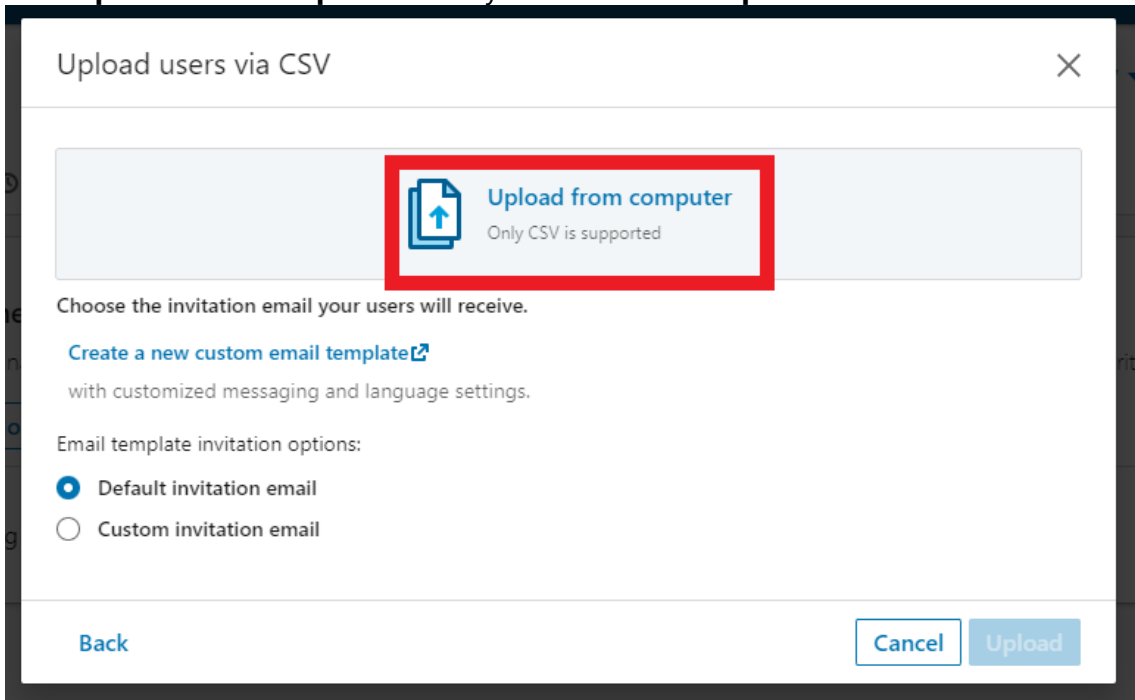 Upload users via CSV
Upload from computer
Only CSV is supported
Choose the invitation email your users will receive.
Create a new custom email template
with customized messaging and language settings.
Email template invitation options:
Default invitation email
Custom invitation email
Back
Cancel
Upload